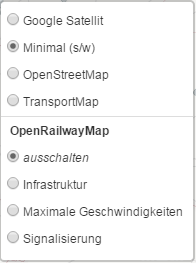 Google Satellit
Minimal (s/w)
OpenStreetMap
TransportMap
OpenRailwayMap
ausschalten
Infrastruktur
Maximale Geschwindigkeiten
Signalisierung